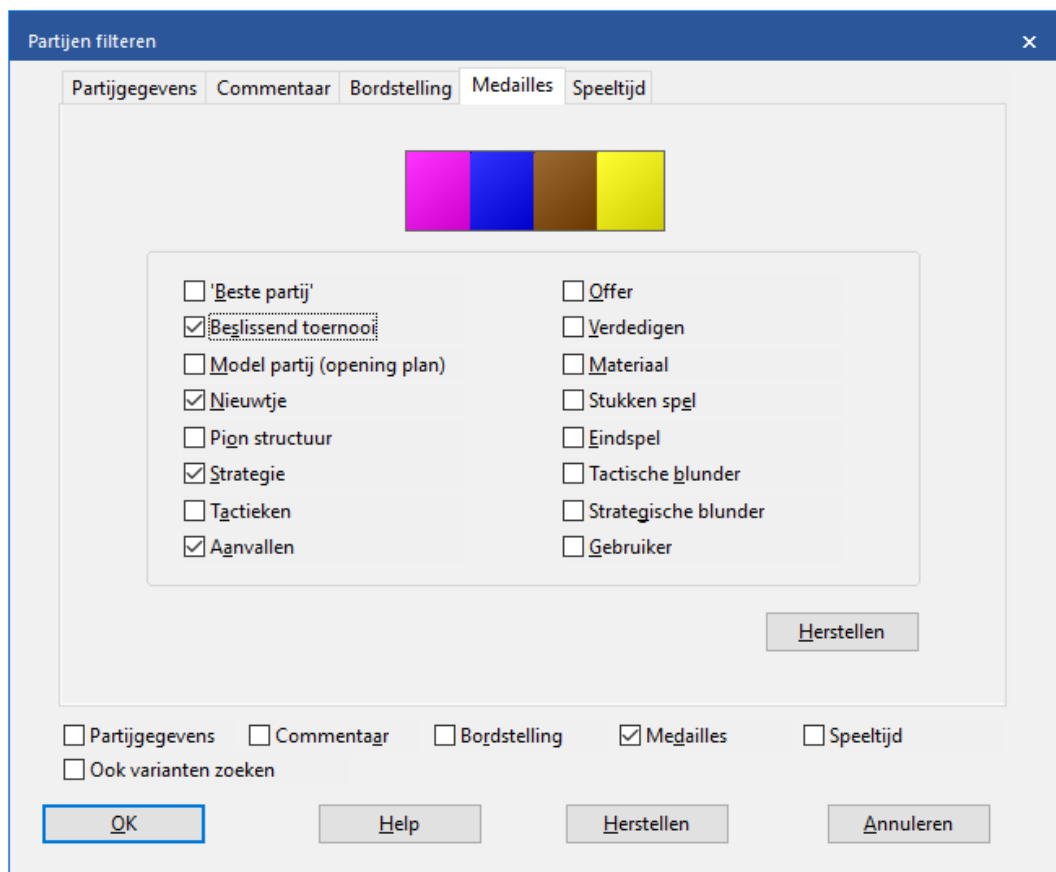 Partijen filteren
Partijgegevens Commentaar Bordstelling Medailles Speeltijd
'Beste partij' Offer
Beslissend toernooi Verdedigen
Model partij (opening plan) Materiaal
Nieuwtje Stukken spel
Pion structuur Eindspel
Strategie Tactische blunder
Tactieken Strategische blunder
Aanvallen Gebruiker
Herstellen
Partijgegevens Commentaar Bordstelling Medailles Speeltijd
Ook varianten zoeken
OK Help Herstellen Annuleren